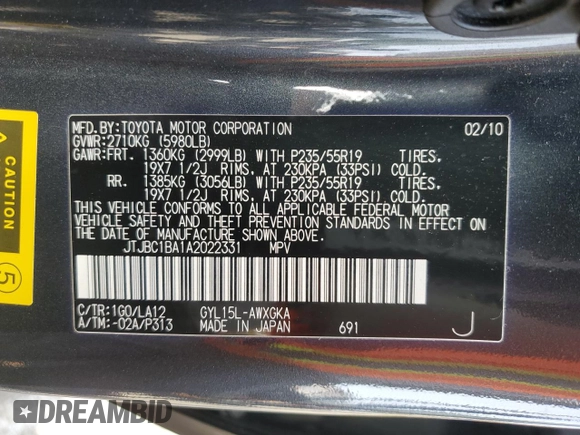 MFD.BY:TOYOTA MOTOR CORPORATION 02/10
GVWR:2710KG (5980LB)
GAWR:FRT. 1360KG (2999LB) WITH P235/55R19 TIRES.
19X7 1/2J RIMS. AT 230KPA (33PSI) COLD.
RR. 1385KG (3056LB) WITH P235/55R19 TIRES.
19X7 1/2J RIMS. AT 230KPA (33PSI) COLD.
THIS VEHICLE CONFORMS TO ALL APPLICABLE FEDERAL MOTOR
VEHICLE SAFETY AND THEFT PREVENTION STANDARDS IN EFFECT ON
THE DATE OF MANUFACTURE SHOWN ABOVE.
JTJBC1BA1A2022331 MPV
C/TR:1G0/LA12 GYL15L-AWXGKA
A/TM:-02A/P313 MADE IN JAPAN 691 J
CAUTION
5
DREAMBID